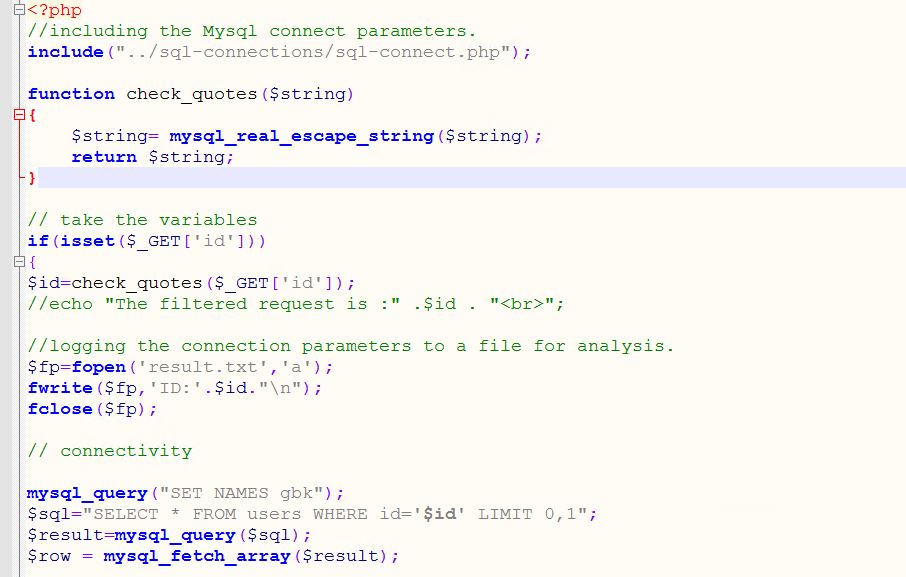 <?php
//including the Mysql connect parameters.
include("../sql-connections/sql-connect.php");
function check_quotes($string)
{
$string= mysql_real_escape_string($string);
return $string;
}
// take the variables
if(isset($_GET['id']))
{
$id=check_quotes($_GET['id']);
//echo "The filtered request is :" .$id . "<br>";
//logging the connection parameters to a file for analysis.
$fp=fopen('result.txt','a');
fwrite($fp,'ID:'.$id."\n");
fclose($fp);
// connectivity
mysql_query("SET NAMES gbk");
$sql="SELECT * FROM users WHERE id='$id' LIMIT 0,1";
$result=mysql_query($sql);
$row = mysql_fetch_array($result);